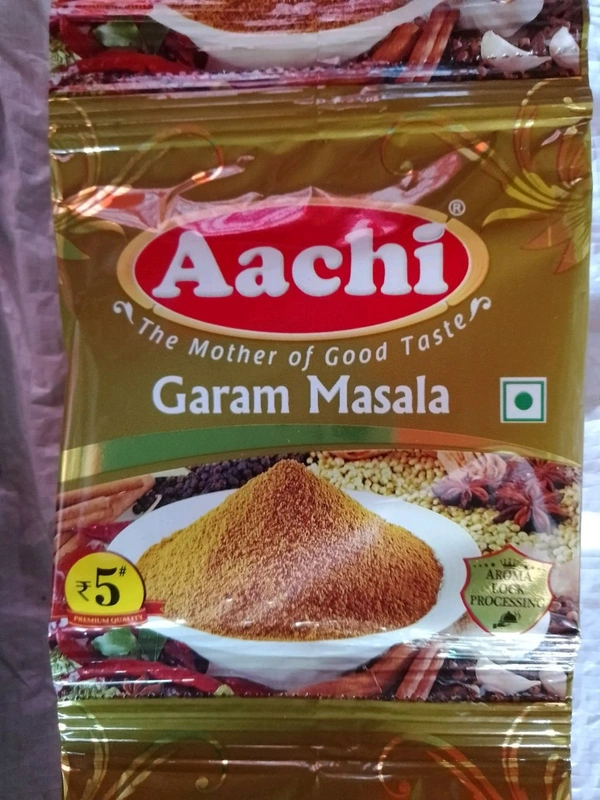 Aachi®
The Mother of Good Taste
Garam Masala
₹5#
PREMIUM QUALITY
AROMA
LOCK
PROCESSING